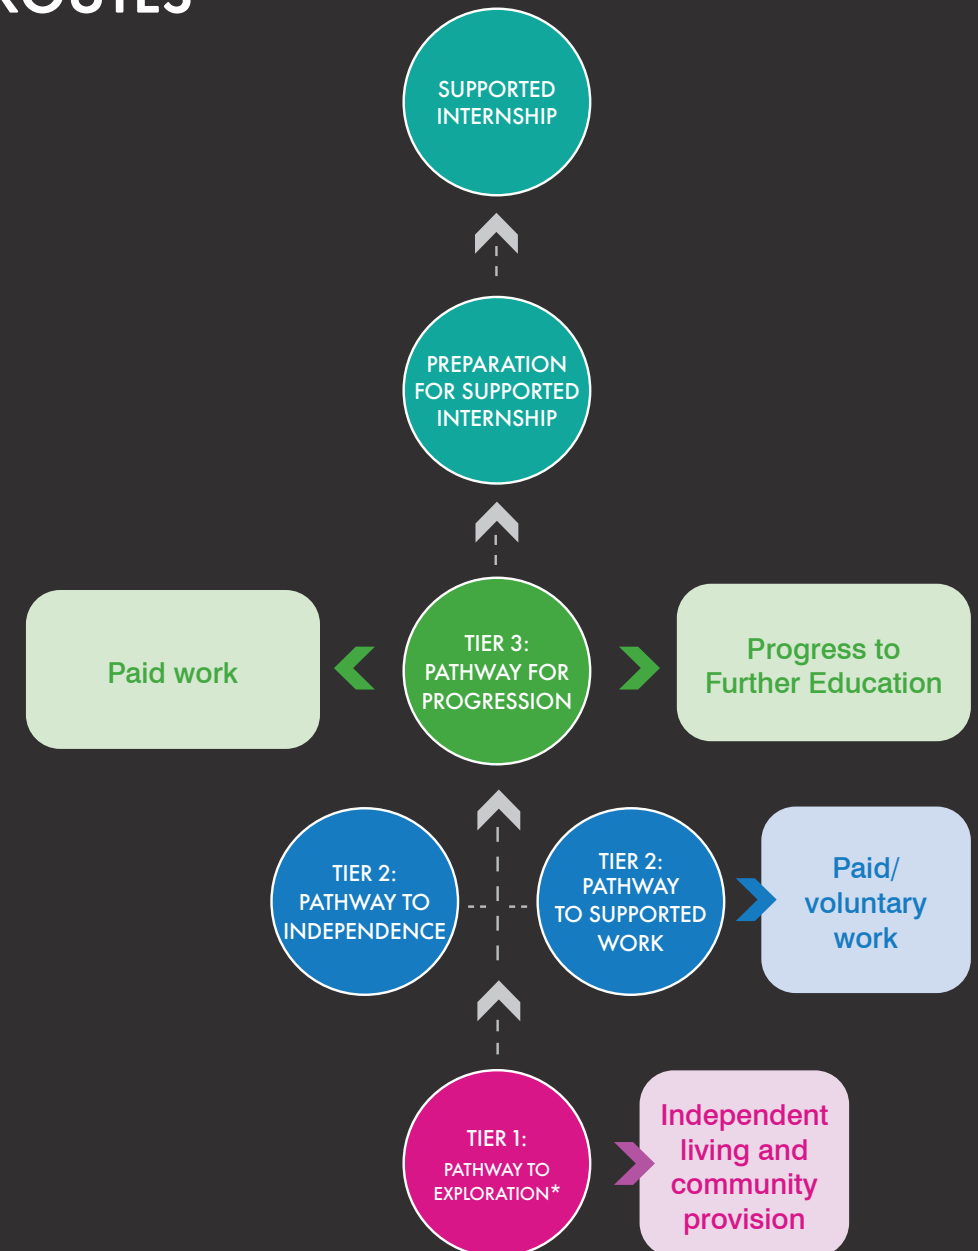 ROUTES
SUPPORTED
INTERNSHIP
PREPARATION
FOR SUPPORTED
INTERNSHIP
Paid work
TIER 3:
PATHWAY FOR
PROGRESSION
Progress to
Further Education
TIER 2:
PATHWAY TO
INDEPENDENCE
TIER 2:
PATHWAY
TO SUPPORTED
WORK
Paid/
voluntary
work
TIER 1:
PATHWAY TO
EXPLORATION*
Independent
living and
community
provision